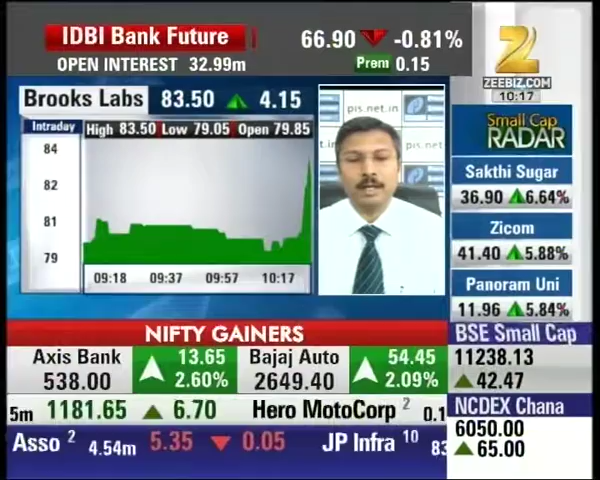 IDBI Bank Future 66.90 -0.81%
OPEN INTEREST 32.99m Prem 0.15
Z
ZEEBIZ.COM
10:17
Brooks Labs 83.50 4.15
Intraday High 83.50 Low 79.05 Open 79.85
84
82
81
79
09:18 09:37 09:57 10:17
pis.net.in
pis.net.in
Small Cap
RADAR
Sakthi Sugar
36.90 6.64%
Zicom
41.40 5.88%
Panoram Uni
11.96 5.84%
NIFTY GAINERS
Axis Bank 13.65 Bajaj Auto 54.45
538.00 2.60% 2649.40 2.09%
BSE Small Cap
11238.13
42.47
5m 1181.65 6.70 Hero MotoCorp 2 0.1
NCDEX Chana
6050.00
65.00
Asso 2 4.54m 5.35 0.05 JP Infra 10 83